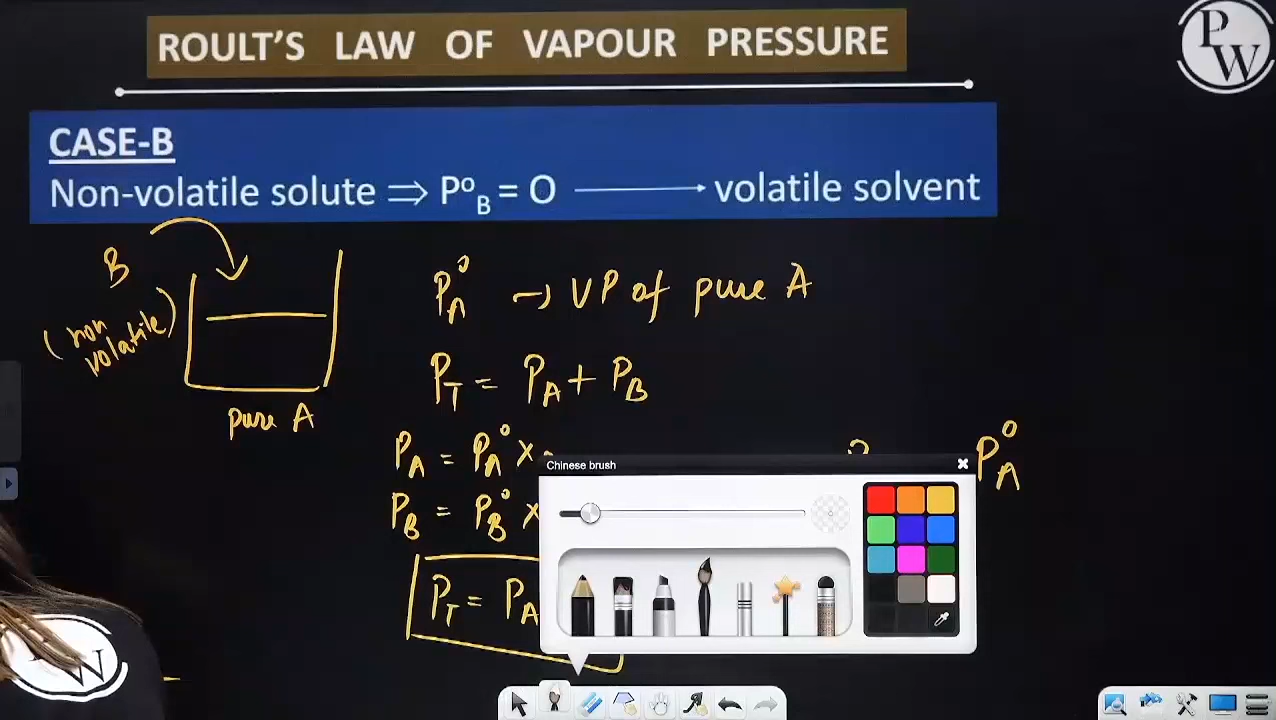 ROULT'S LAW OF VAPOUR PRESSURE
PW
CASE-B
Non-volatile solute ⇒ P°B = O ⟶ volatile solvent
B
(non volatile)
pure A
P°A → VP of pure A
PT = PA + PB
PA = P°A ×
P°A
PB = P°B ×
PT = PA
Chinese brush
W